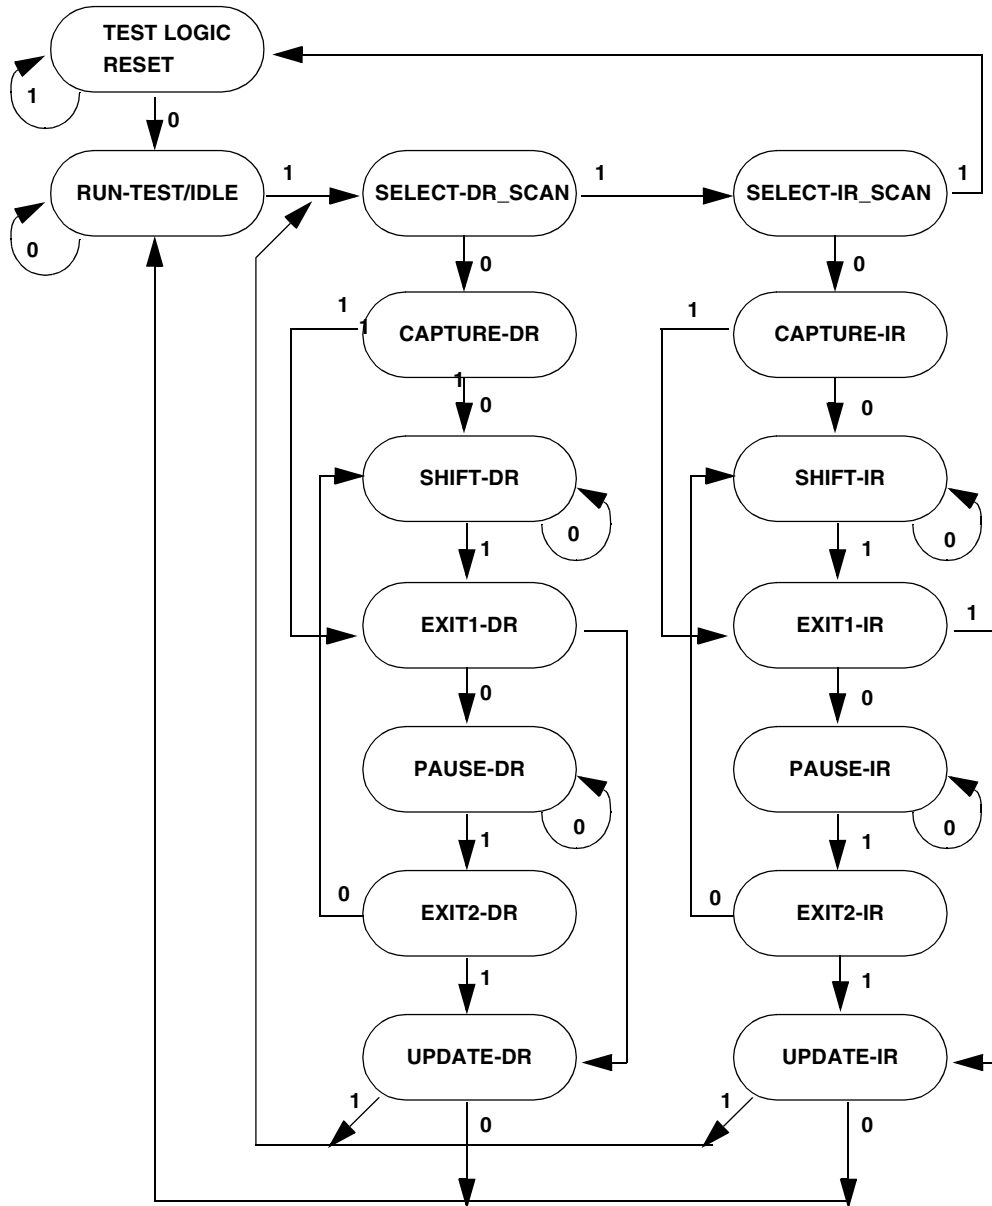 TEST LOGIC
RESET
1
0
RUN-TEST/IDLE
1
SELECT-DR_SCAN
1
SELECT-IR_SCAN
1
0
0
0
1
1
CAPTURE-DR
1
CAPTURE-IR
1
0
0
SHIFT-DR
SHIFT-IR
0
0
1
1
EXIT1-DR
EXIT1-IR
1
0
0
PAUSE-DR
PAUSE-IR
0
0
1
1
0
EXIT2-DR
0
EXIT2-IR
1
1
UPDATE-DR
UPDATE-IR
1
0
1
0